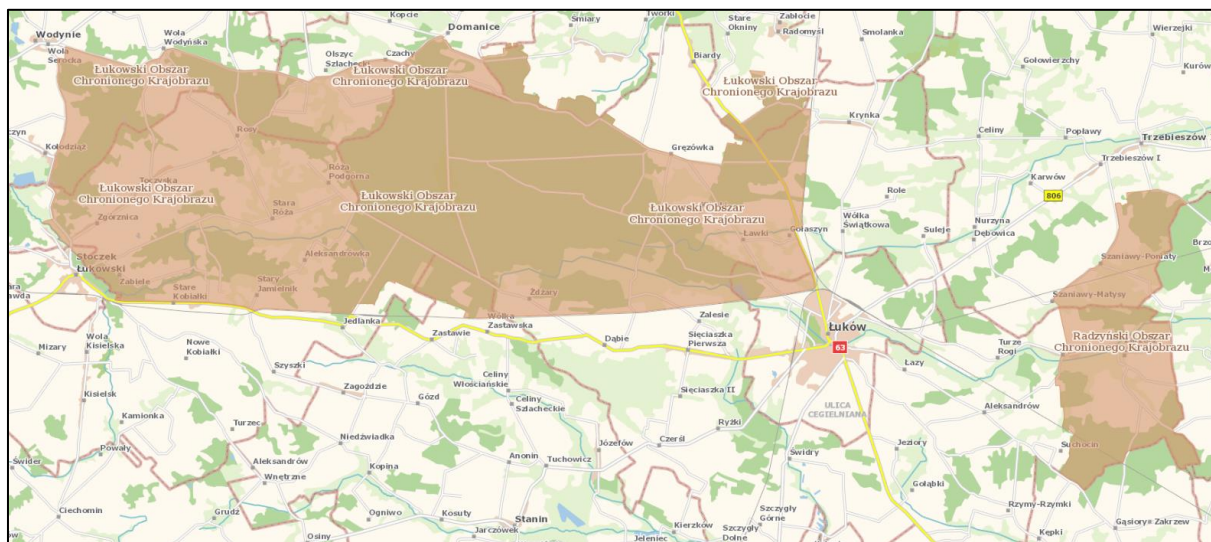 Wodynie
Wola
Serocka
Wola
Wodyńska
Kopcie
Domanice
Olszyc
Szlachecki
Czachy
Smiary
Tworki
Stare
Okniny
Zabłocie
Radomyśl
Biardy
Smolanka
Wierzejki
Gołowierzchy
Kurów
Łukowski Obszar
Chronionego Krajobrazu
Łukowski Obszar
Chronionego Krajobrazu
Łukowski Obszar
Chronionego Krajobrazu
Krynka
Celiny
Popławy
Trzebieszów
Trzebieszów I
Kołodziąż
Rosy
Róża
Podgórna
Gręzówka
Karwów
806
Role
Toczyska
Łukowski Obszar
Chronionego Krajobrazu
Łukowski Obszar
Chronionego Krajobrazu
Łukowski Obszar
Chronionego Krajobrazu
Zgórznica
Stara
Róża
Ławki
Gołaszyn
Wólka
Świątkowa
Suleje
Nurzyna
Dębowica
Aleksandrówka
Stoczek
Łukowski
Zabiele
Stare
Kobiałki
Stary
Jamielnik
Żdżary
Szaniawy-Poniaty
Szaniawy-Matysy
Jedlanka
Zastawie
Wólka
Zastawska
Dąbie
Zalesie
Sięciaszka
Pierwsza
Łuków
63
Radzyński Obszar
Chronionego Krajobrazu
Turze
Rogi
Łazy
Mizary
Wola
Kisielska
Nowe
Kobiałki
Szyszki
Zagoździe
Celiny
Włościańskie
Celiny
Szlacheckie
Gózd
Sięciaszka II
ULICA
CEGIELNIANA
Aleksandrów
Kisielsk
Kamionka
Turzec
Niedźwiadka
Józefów
Czerśl
Ryżki
Suchocin
Powały
Aleksandrów
Wnętrzne
Kopina
Anonin
Tuchowicz
Świdry
Jeziory
Gołąbki
Ciechomin
Grudź
Ogniwo
Kosuty
Stanin
Jarczówek
Osiny
Jeleniec
Kierzków
Szczygły
Górne
Szczygły
Dolne
Rzymy-Rzymki
Kępki
Gąsiory
Zakrzew